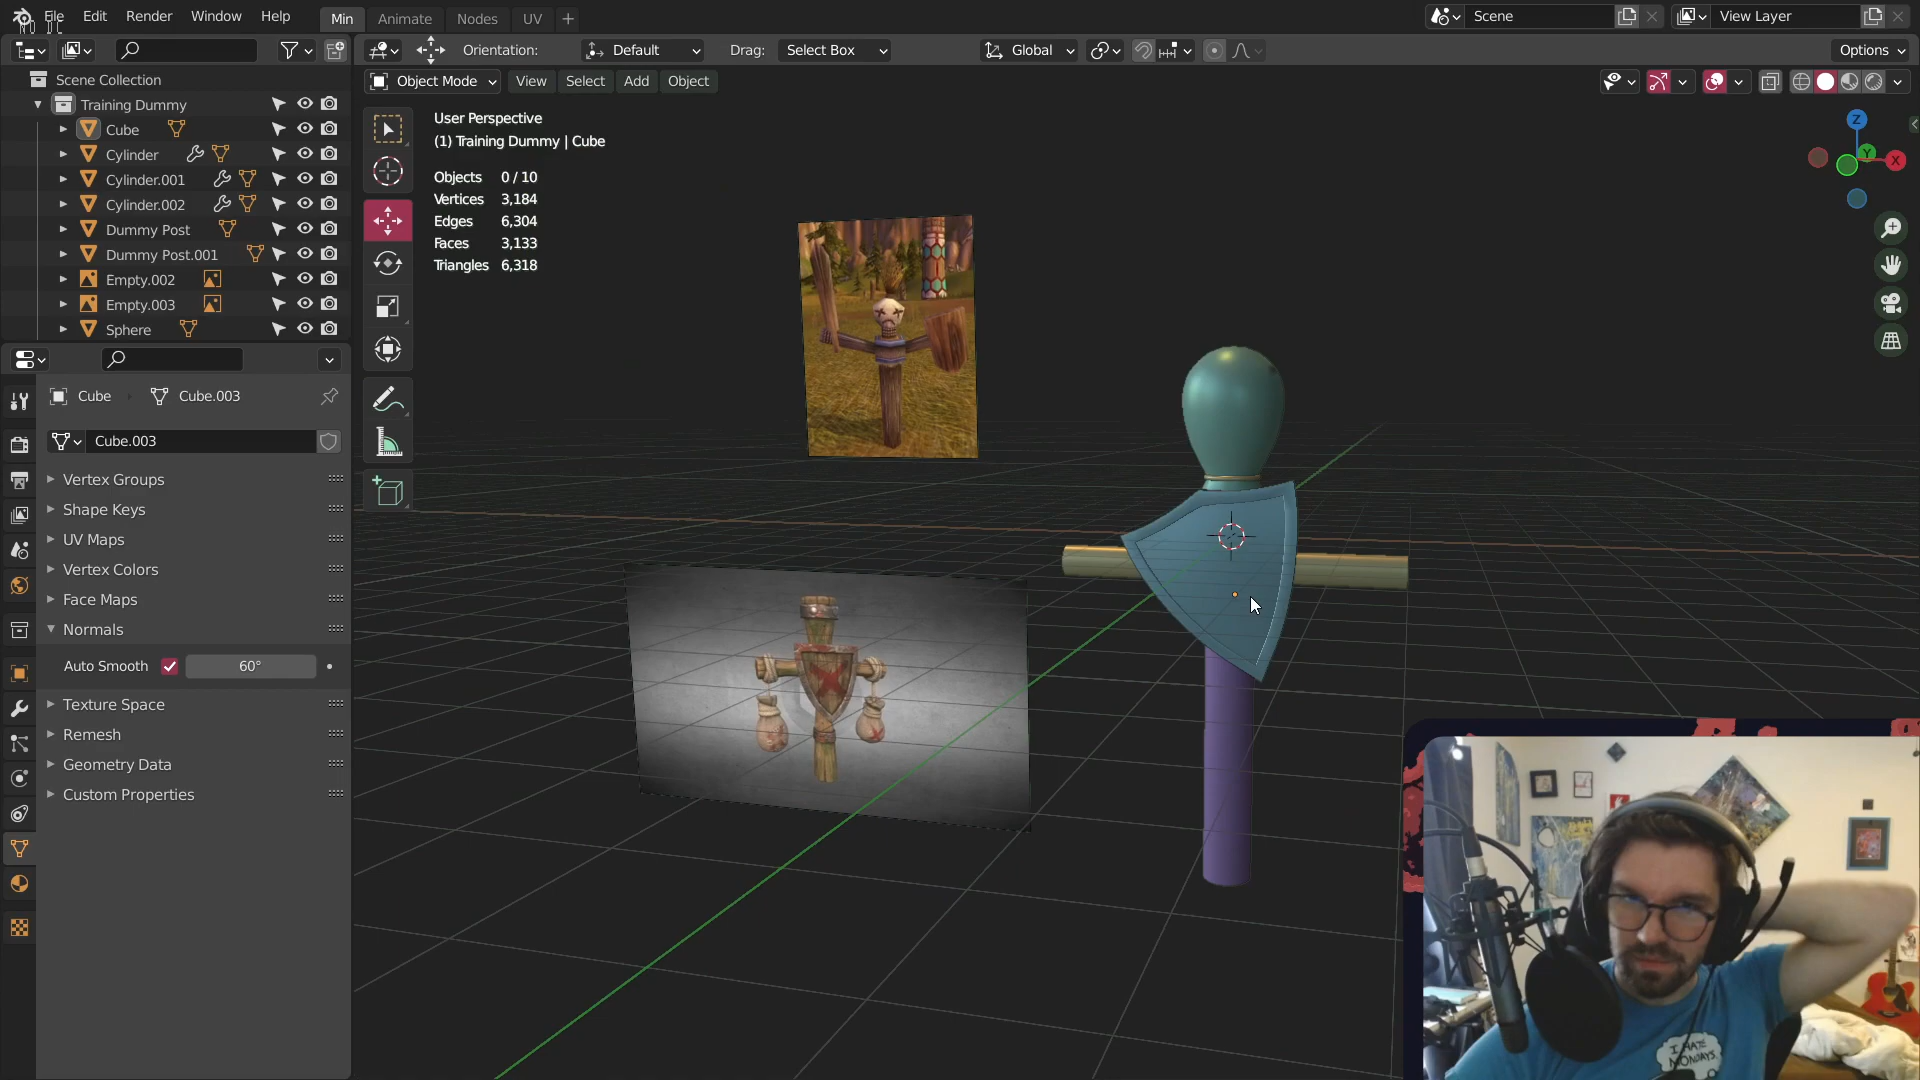 File Edit Render Window Help
Min Animate Nodes UV
Scene
View Layer
Orientation: Default Drag: Select Box
Global
Options
Object Mode View Select Add Object
Scene Collection
Training Dummy
Cube
Cylinder
Cylinder.001
Cylinder.002
Dummy Post
Dummy Post.001
Empty.002
Empty.003
Sphere
User Perspective
(1) Training Dummy | Cube
Objects 0 / 10
Vertices 3,184
Edges 6,304
Faces 3,133
Triangles 6,318
Z
Y
X
Cube Cube.003
Cube.003
Vertex Groups
Shape Keys
UV Maps
Vertex Colors
Face Maps
Normals
Auto Smooth 60°
Texture Space
Remesh
Geometry Data
Custom Properties
I HATE
MONDAYS